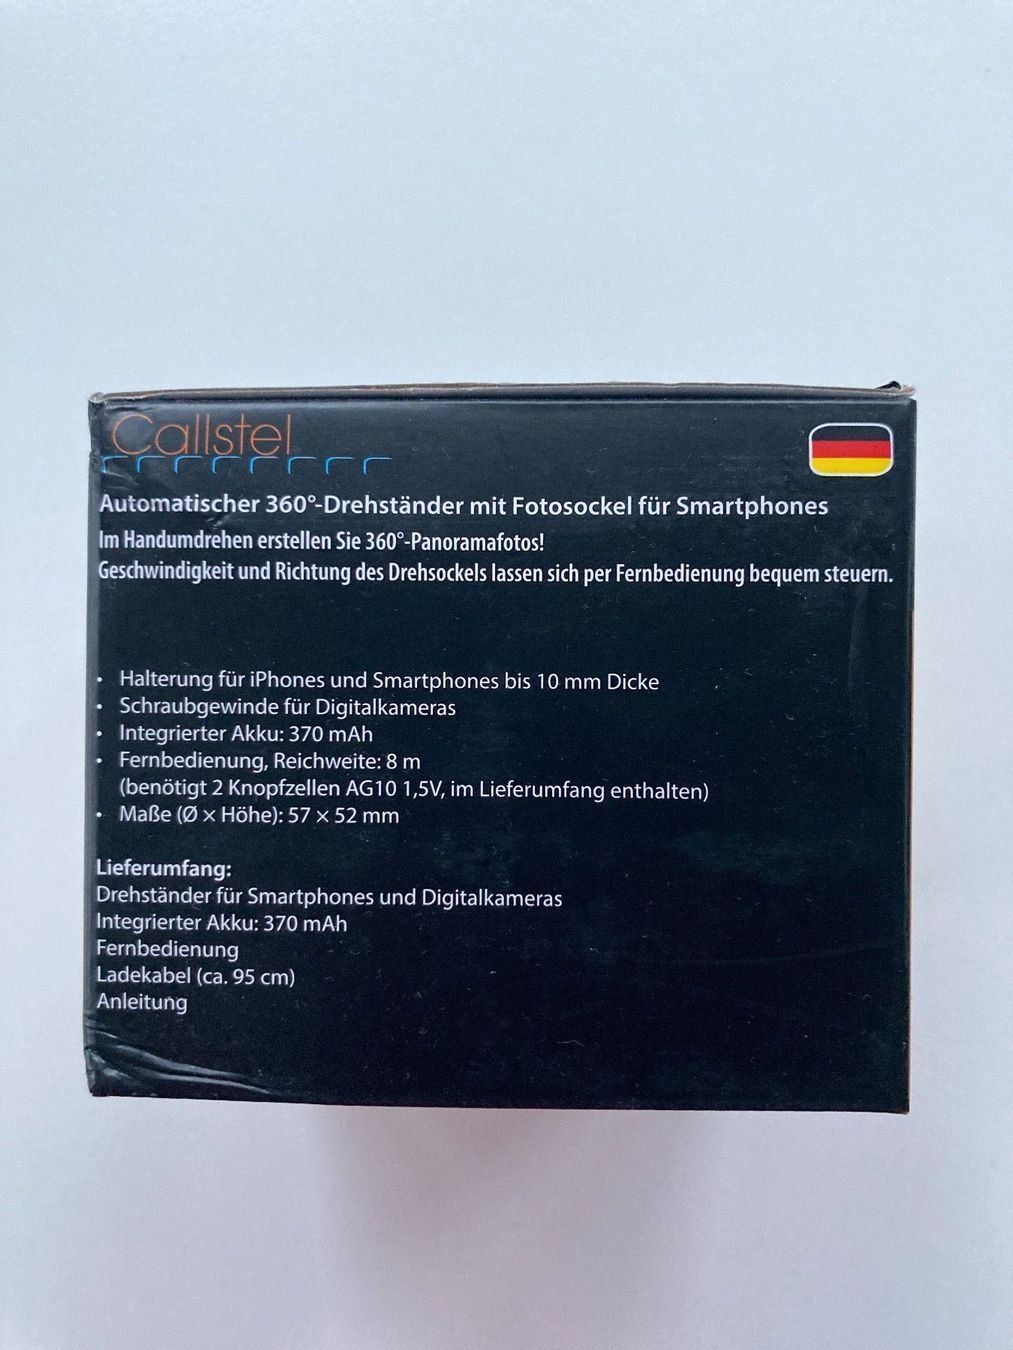 Callstel
Automatischer 360°-Drehständer mit Fotosockel für Smartphones
Im Handumdrehen erstellen Sie 360°-Panoramafotos!
Geschwindigkeit und Richtung des Drehsockels lassen sich per Fernbedienung bequem steuern.
• Halterung für iPhones und Smartphones bis 10 mm Dicke
• Schraubgewinde für Digitalkameras
• Integrierter Akku: 370 mAh
• Fernbedienung, Reichweite: 8 m
(benötigt 2 Knopfzellen AG10 1,5V, im Lieferumfang enthalten)
• Maße (Ø × Höhe): 57 × 52 mm
Lieferumfang:
Drehständer für Smartphones und Digitalkameras
Integrierter Akku: 370 mAh
Fernbedienung
Ladekabel (ca. 95 cm)
Anleitung